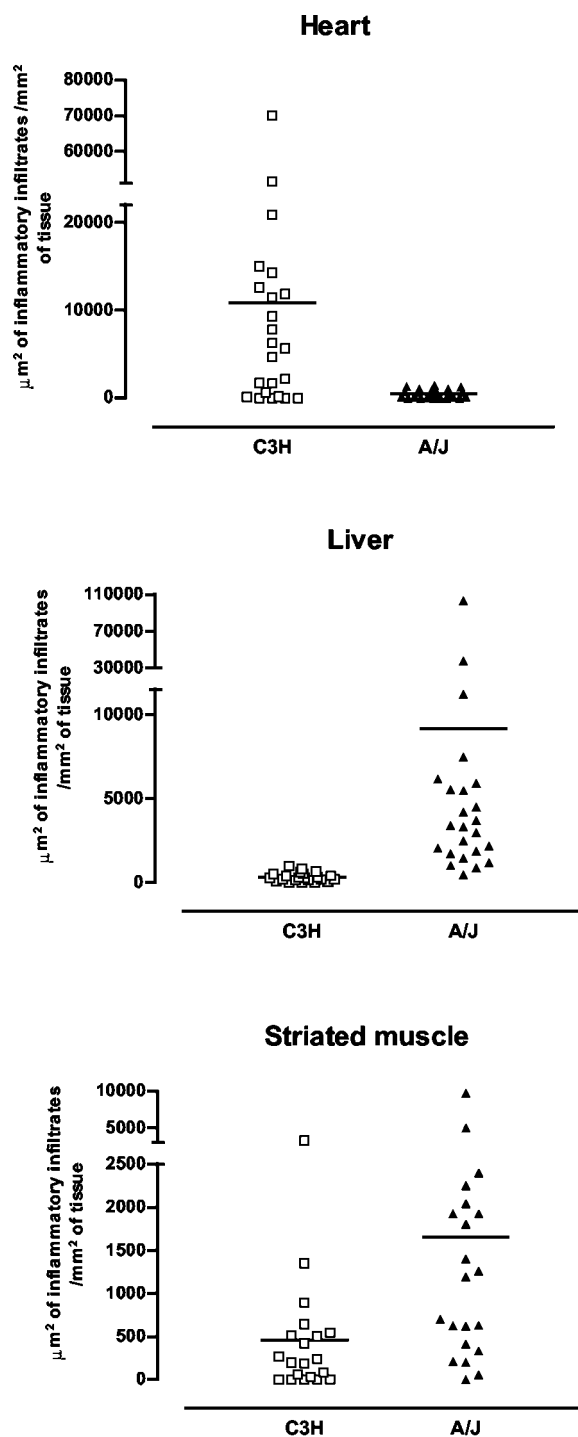 Heart
μm² of inflammatory infiltrates /mm²
of tissue
80000
70000
60000
20000
10000
0
C3H
A/J
Liver
μm² of inflammatory infiltrates
/mm² of tissue
110000
70000
30000
10000
5000
0
C3H
A/J
Striated muscle
μm² of inflammatory infiltrates
/mm² of tissue
10000
5000
2500
2000
1500
1000
500
0
C3H
A/J